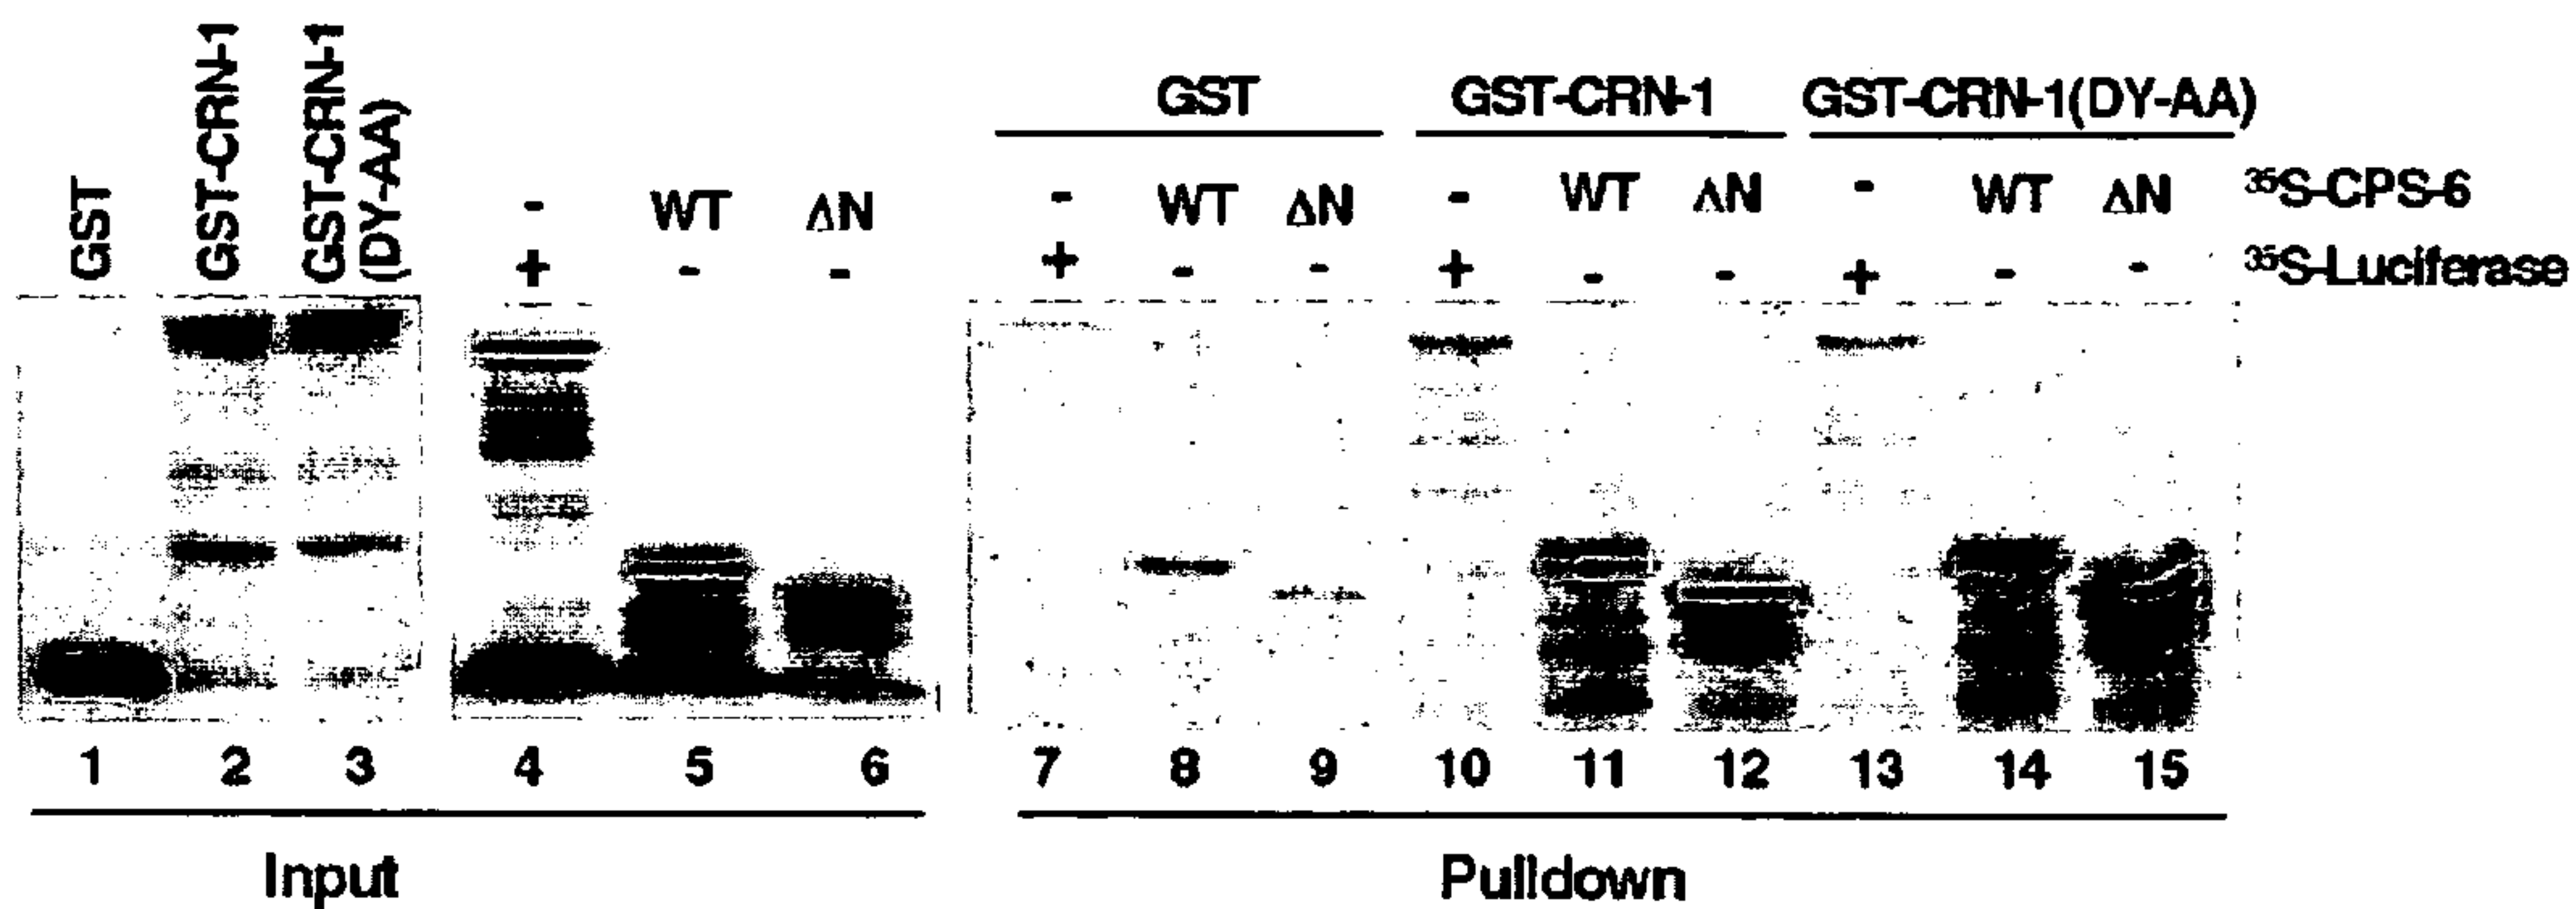 GST
GST-CRN-1
GST-CRN-1
(DY-AA)
GST GST-CRN-1 GST-CRN-1(DY-AA)
- WT ΔN - WT ΔN - WT ΔN - WT ΔN ³⁵S-CPS-6
+ - - + - - + - - + - - ³⁵S-Luciferase
1 2 3 4 5 6 7 8 9 10 11 12 13 14 15
Input Pulldown